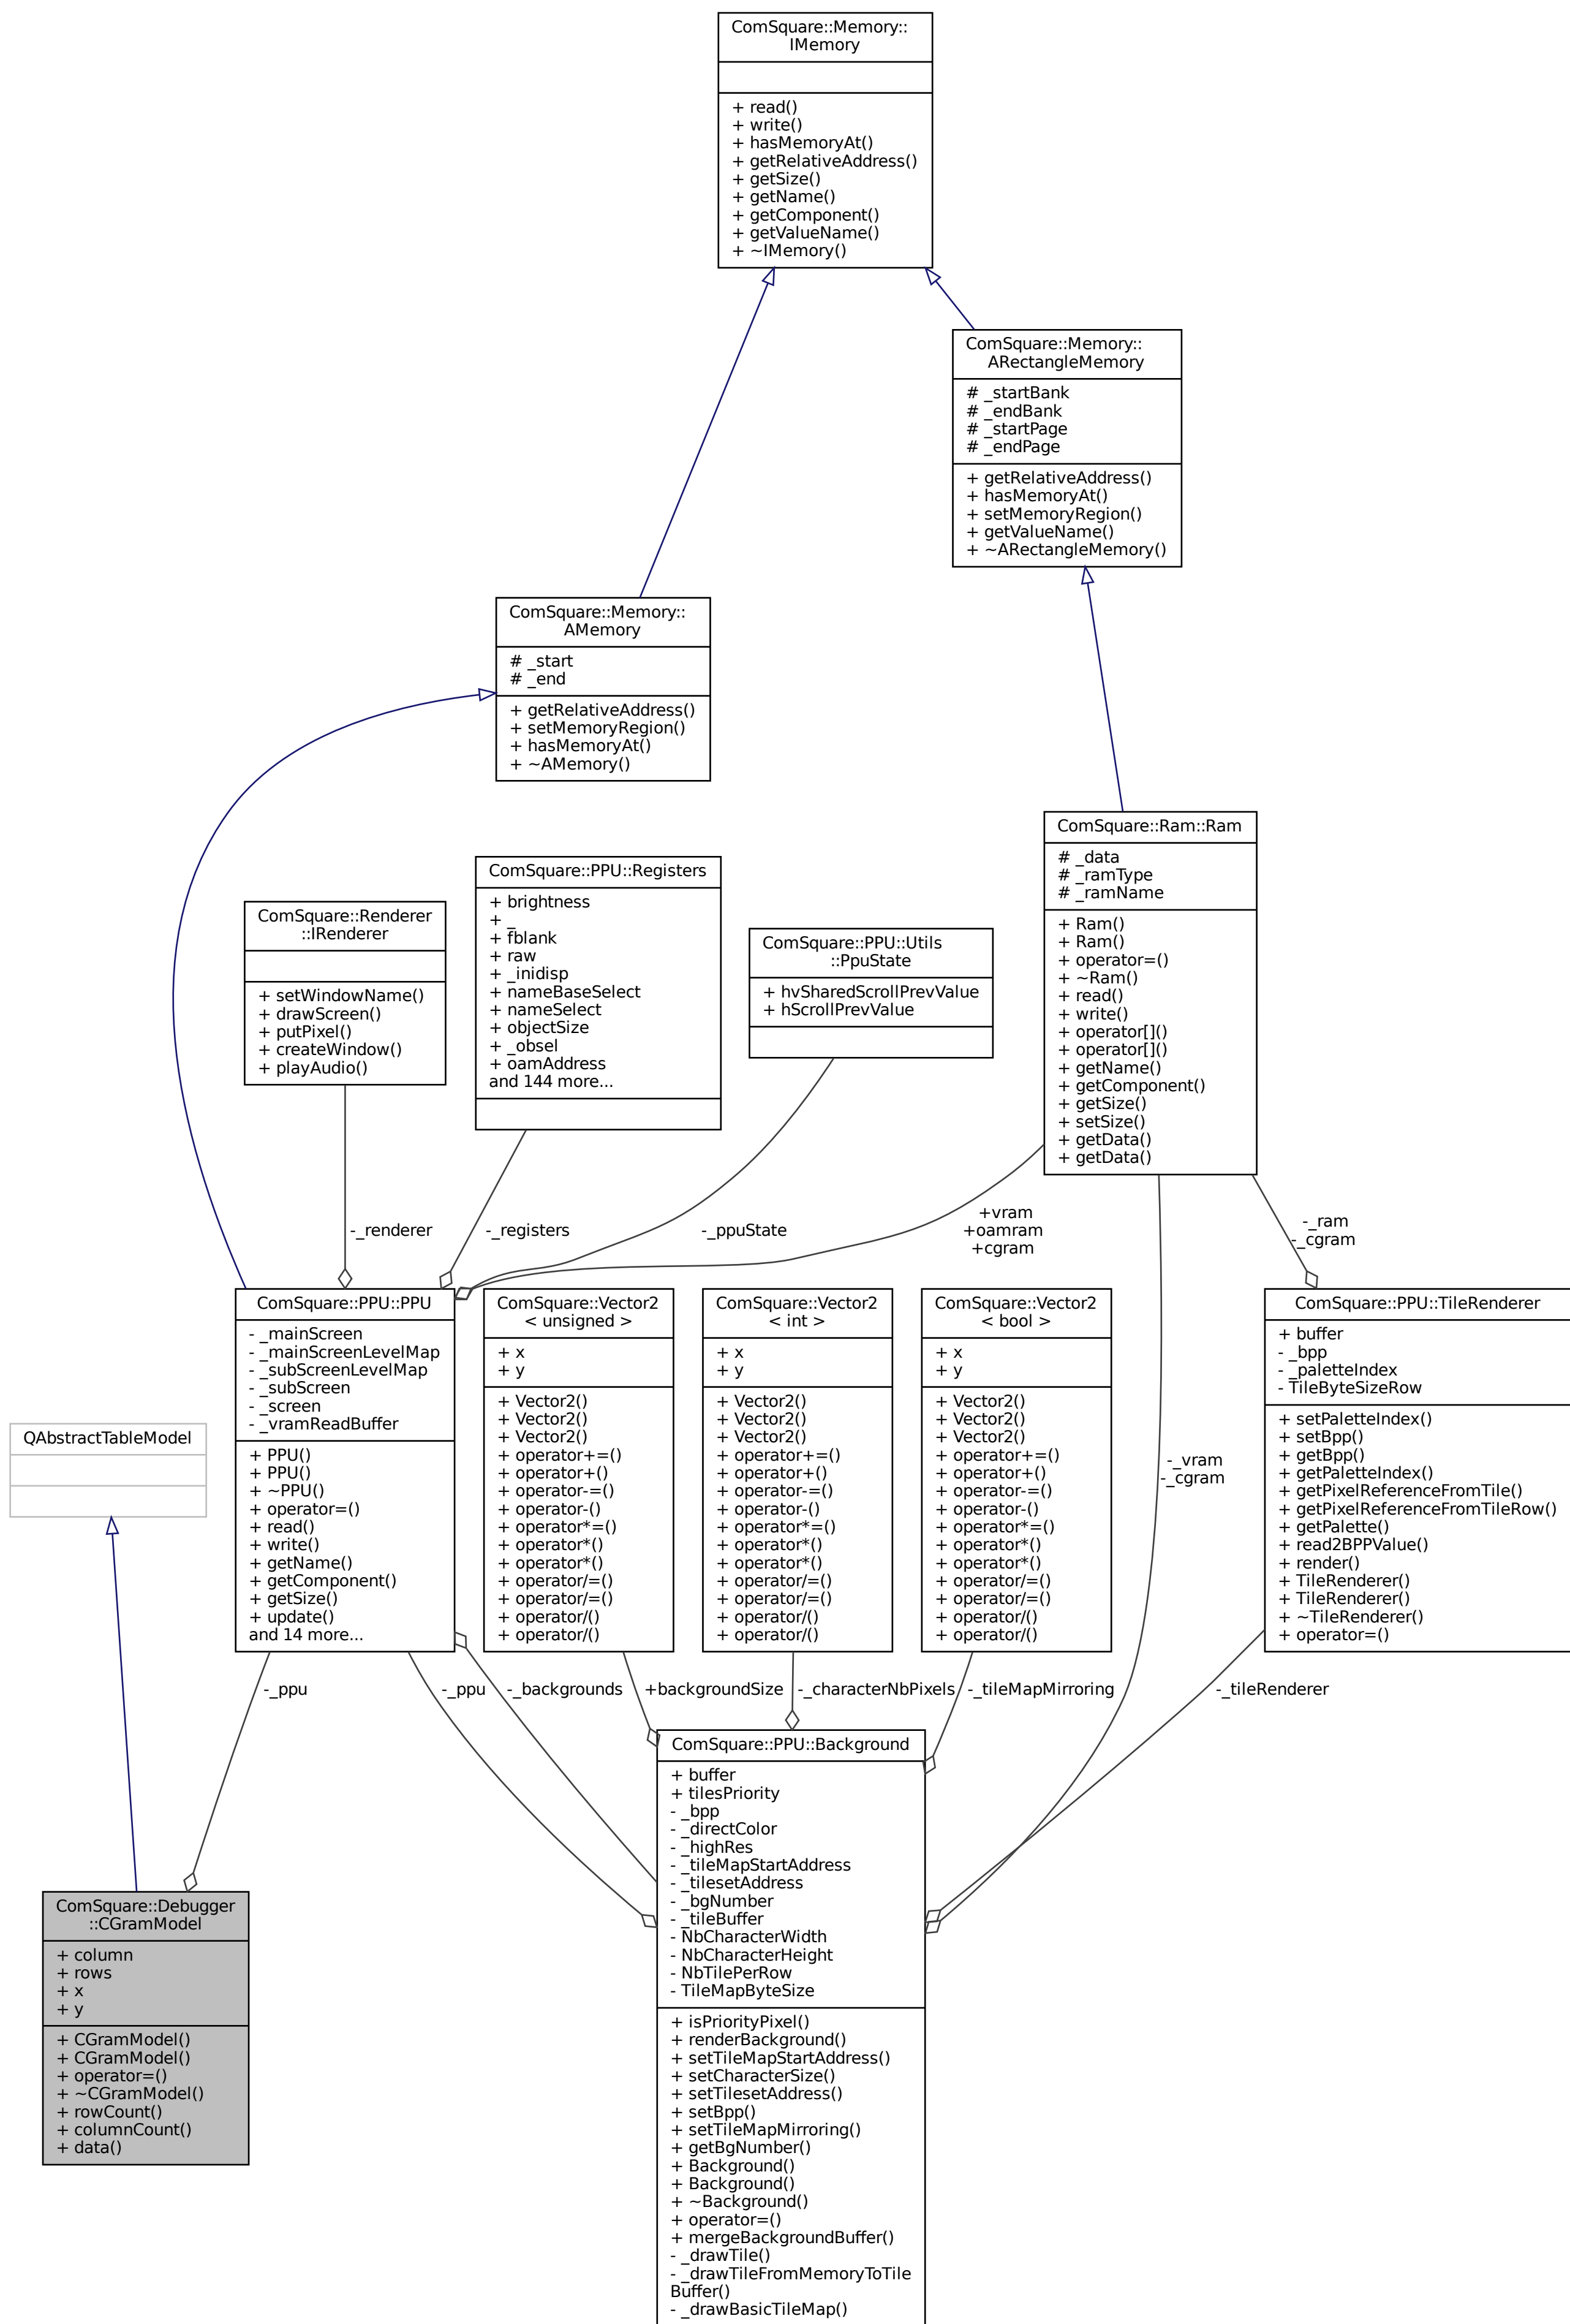 ComSquare::Memory::
IMemory
+ read()
+ write()
+ hasMemoryAt()
+ getRelativeAddress()
+ getSize()
+ getName()
+ getComponent()
+ getValueName()
+ ~IMemory()
ComSquare::Memory::
ARectangleMemory
# _startBank
# _endBank
# _startPage
# _endPage
+ getRelativeAddress()
+ hasMemoryAt()
+ setMemoryRegion()
+ getValueName()
+ ~ARectangleMemory()
ComSquare::Memory::
AMemory
# _start
# _end
+ getRelativeAddress()
+ setMemoryRegion()
+ hasMemoryAt()
+ ~AMemory()
ComSquare::Ram::Ram
# _data
# _ramType
# _ramName
+ Ram()
+ Ram()
+ operator=()
+ ~Ram()
+ read()
+ write()
+ operator[]()
+ operator[]()
+ getName()
+ getComponent()
+ getSize()
+ setSize()
+ getData()
+ getData()
ComSquare::PPU::Registers
+ brightness
+ _
+ fblank
+ raw
+ _inidisp
+ nameBaseSelect
+ nameSelect
+ objectSize
+ _obsel
+ oamAddress
and 144 more...
ComSquare::Renderer
::IRenderer
+ setWindowName()
+ drawScreen()
+ putPixel()
+ createWindow()
+ playAudio()
ComSquare::PPU::Utils
::PpuState
+ hvSharedScrollPrevValue
+ hScrollPrevValue
-_renderer
-_registers
-_ppuState
+vram
+oamram
+cgram
-_ram
-_cgram
ComSquare::PPU::PPU
- _mainScreen
- _mainScreenLevelMap
- _subScreenLevelMap
- _subScreen
- _screen
- _vramReadBuffer
+ PPU()
+ PPU()
+ ~PPU()
+ operator=()
+ read()
+ write()
+ getName()
+ getComponent()
+ getSize()
+ update()
and 14 more...
ComSquare::Vector2
< unsigned >
+ x
+ y
+ Vector2()
+ Vector2()
+ Vector2()
+ operator+=()
+ operator+()
+ operator-=()
+ operator-()
+ operator*=()
+ operator*()
+ operator*()
+ operator/=()
+ operator/=()
+ operator/()
+ operator/()
ComSquare::Vector2
< int >
+ x
+ y
+ Vector2()
+ Vector2()
+ Vector2()
+ operator+=()
+ operator+()
+ operator-=()
+ operator-()
+ operator*=()
+ operator*()
+ operator*()
+ operator/=()
+ operator/=()
+ operator/()
+ operator/()
ComSquare::Vector2
< bool >
+ x
+ y
+ Vector2()
+ Vector2()
+ Vector2()
+ operator+=()
+ operator+()
+ operator-=()
+ operator-()
+ operator*=()
+ operator*()
+ operator*()
+ operator/=()
+ operator/=()
+ operator/()
+ operator/()
-_vram
-_cgram
ComSquare::PPU::TileRenderer
+ buffer
- _bpp
- _paletteIndex
- TileByteSizeRow
+ setPaletteIndex()
+ setBpp()
+ getBpp()
+ getPaletteIndex()
+ getPixelReferenceFromTile()
+ getPixelReferenceFromTileRow()
+ getPalette()
+ read2BPPValue()
+ render()
+ TileRenderer()
+ TileRenderer()
+ ~TileRenderer()
+ operator=()
QAbstractTableModel
-_ppu
-_ppu
-_backgrounds
+backgroundSize
-_characterNbPixels
-_tileMapMirroring
-_tileRenderer
ComSquare::PPU::Background
+ buffer
+ tilesPriority
- _bpp
- _directColor
- _highRes
- _tileMapStartAddress
- _tilesetAddress
- _bgNumber
- _tileBuffer
- NbCharacterWidth
- NbCharacterHeight
- NbTilePerRow
- TileMapByteSize
+ isPriorityPixel()
+ renderBackground()
+ setTileMapStartAddress()
+ setCharacterSize()
+ setTilesetAddress()
+ setBpp()
+ setTileMapMirroring()
+ getBgNumber()
+ Background()
+ Background()
+ ~Background()
+ operator=()
+ mergeBackgroundBuffer()
- _drawTile()
- _drawTileFromMemoryToTile
Buffer()
- _drawBasicTileMap()
ComSquare::Debugger
::CGramModel
+ column
+ rows
+ x
+ y
+ CGramModel()
+ CGramModel()
+ operator=()
+ ~CGramModel()
+ rowCount()
+ columnCount()
+ data()